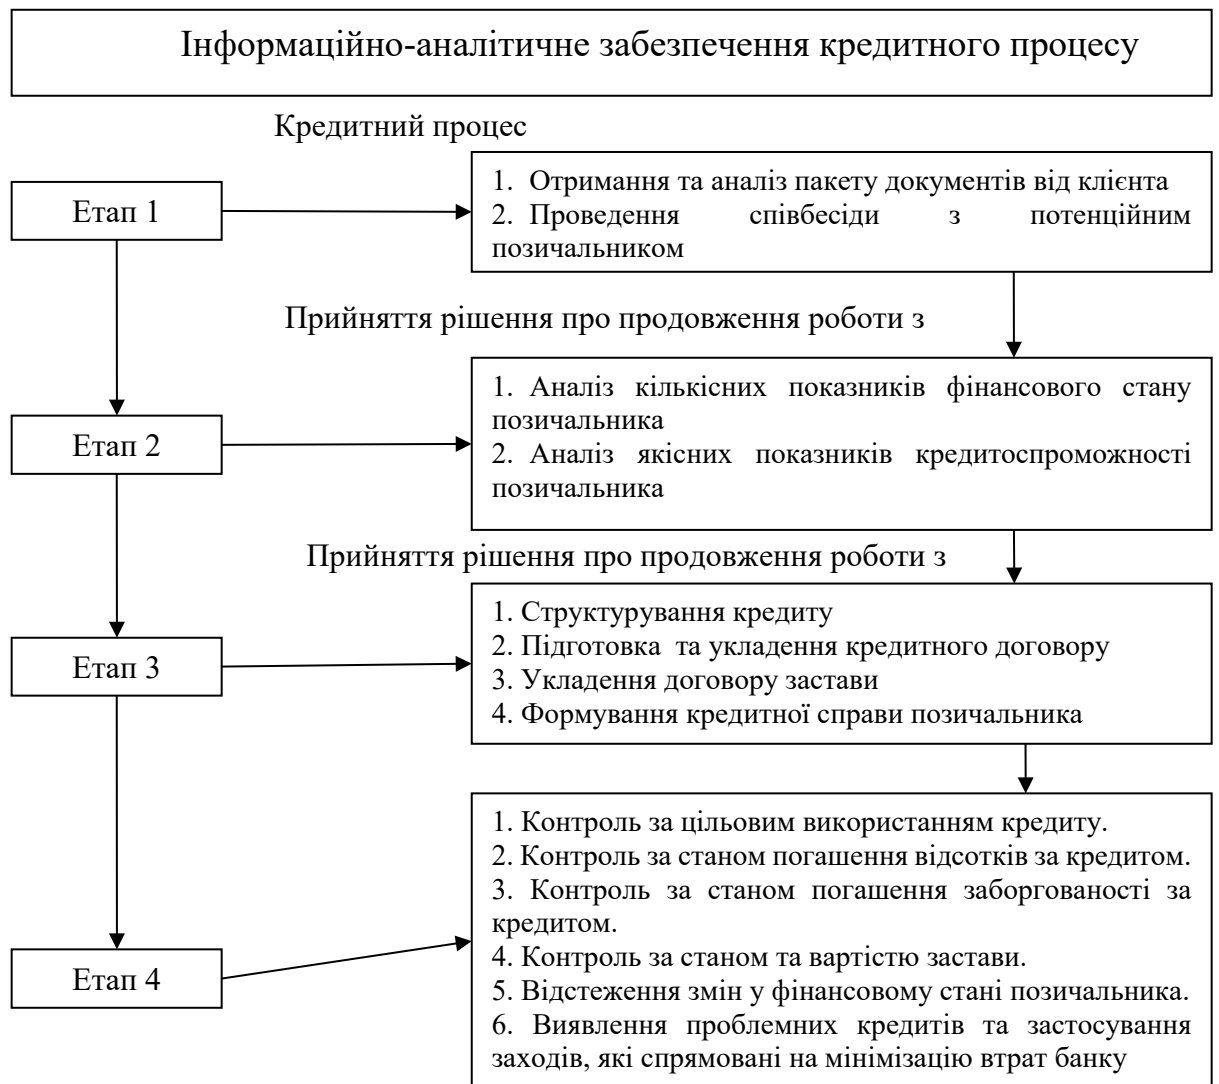 Інформаційно-аналітичне забезпечення кредитного процесу
Кредитний процес
Етап 1
1. Отримання та аналіз пакету документів від клієнта
2. Проведення співбесіди з потенційним
позичальником
Прийняття рішення про продовження роботи з
Етап 2
1. Аналіз кількісних показників фінансового стану
позичальника
2. Аналіз якісних показників кредитоспроможності
позичальника
Прийняття рішення про продовження роботи з
Етап 3
1. Структурування кредиту
2. Підготовка та укладення кредитного договору
3. Укладення договору застави
4. Формування кредитної справи позичальника
Етап 4
1. Контроль за цільовим використанням кредиту.
2. Контроль за станом погашення відсотків за кредитом.
3. Контроль за станом погашення заборгованості за
кредитом.
4. Контроль за станом та вартістю застави.
5. Відстеження змін у фінансовому стані позичальника.
6. Виявлення проблемних кредитів та застосування
заходів, які спрямовані на мінімізацію втрат банку